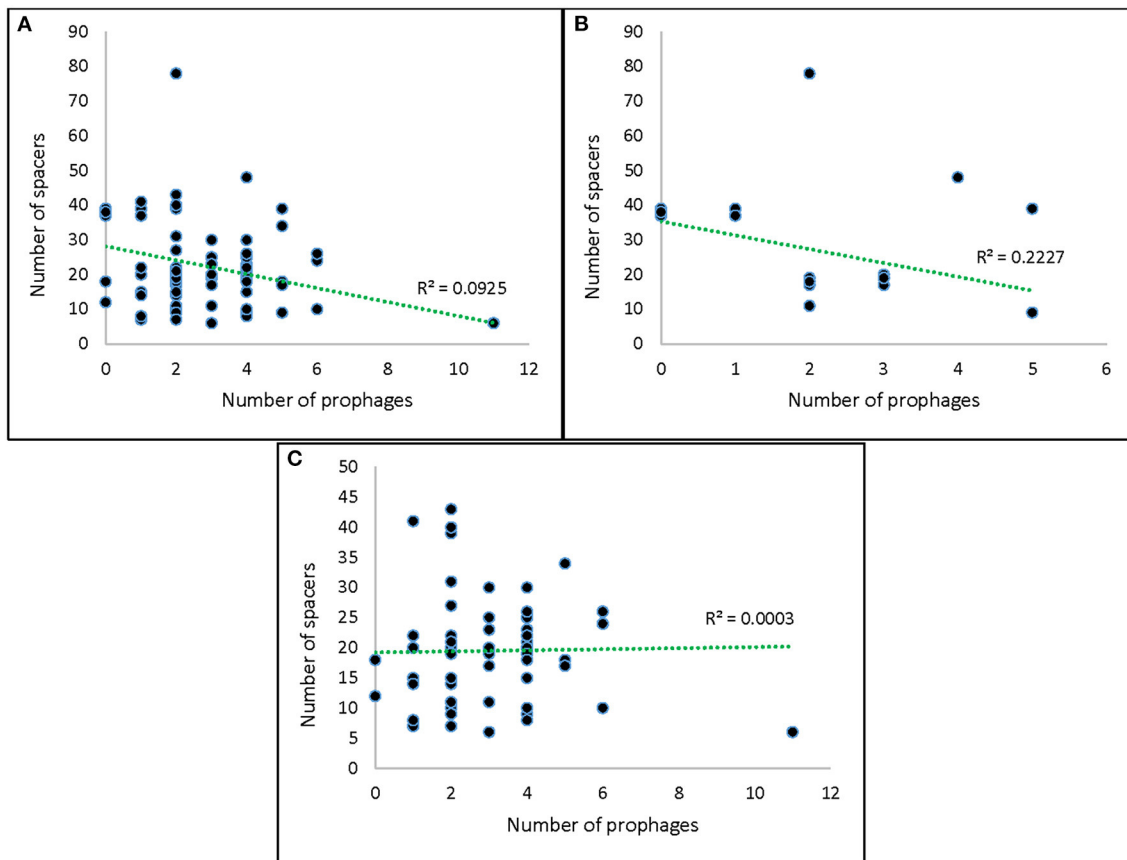 A
90
80
70
60
50
40
30
20
10
0
Number of spacers
R² = 0.0925
0 2 4 6 8 10 12
Number of prophages
B
90
80
70
60
50
40
30
20
10
0
Number of spacers
R² = 0.2227
0 1 2 3 4 5 6
Number of prophages
C
50
45
40
35
30
25
20
15
10
5
0
Number of spacers
R² = 0.0003
0 2 4 6 8 10 12
Number of prophages